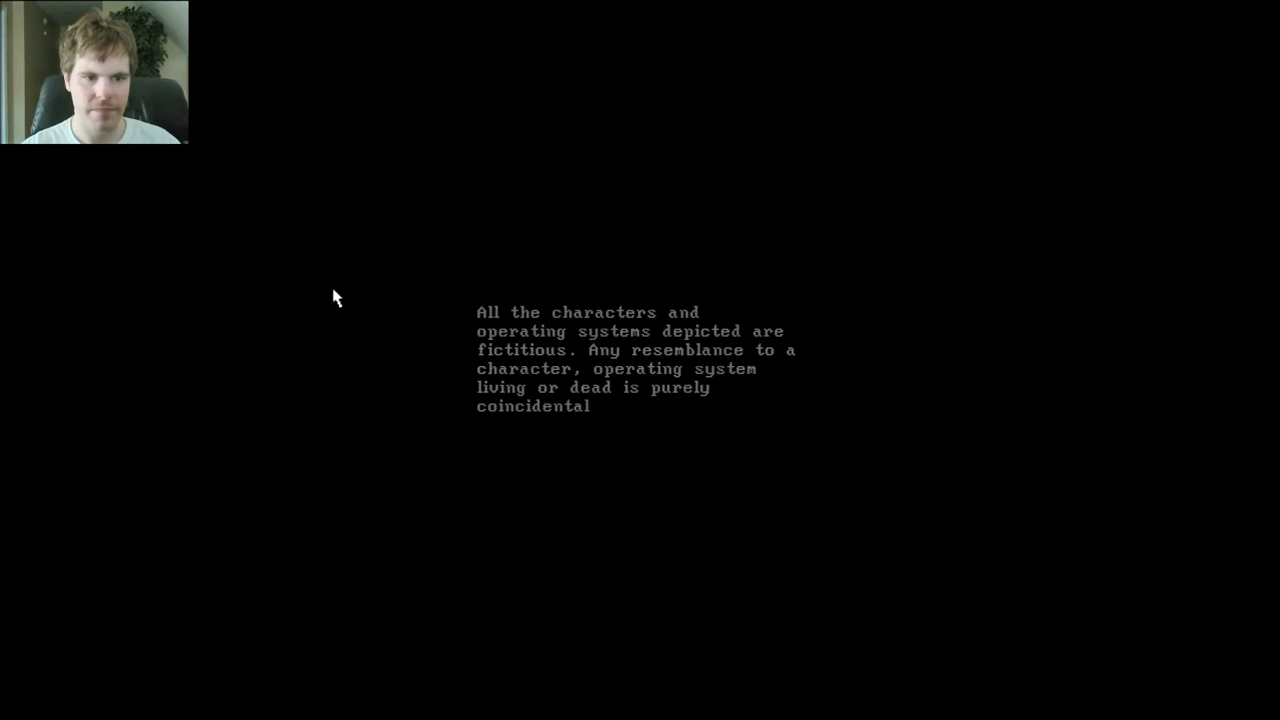 All the characters and
operating systems depicted are
fictitious. Any resemblance to a
character, operating system
living or dead is purely
coincidental